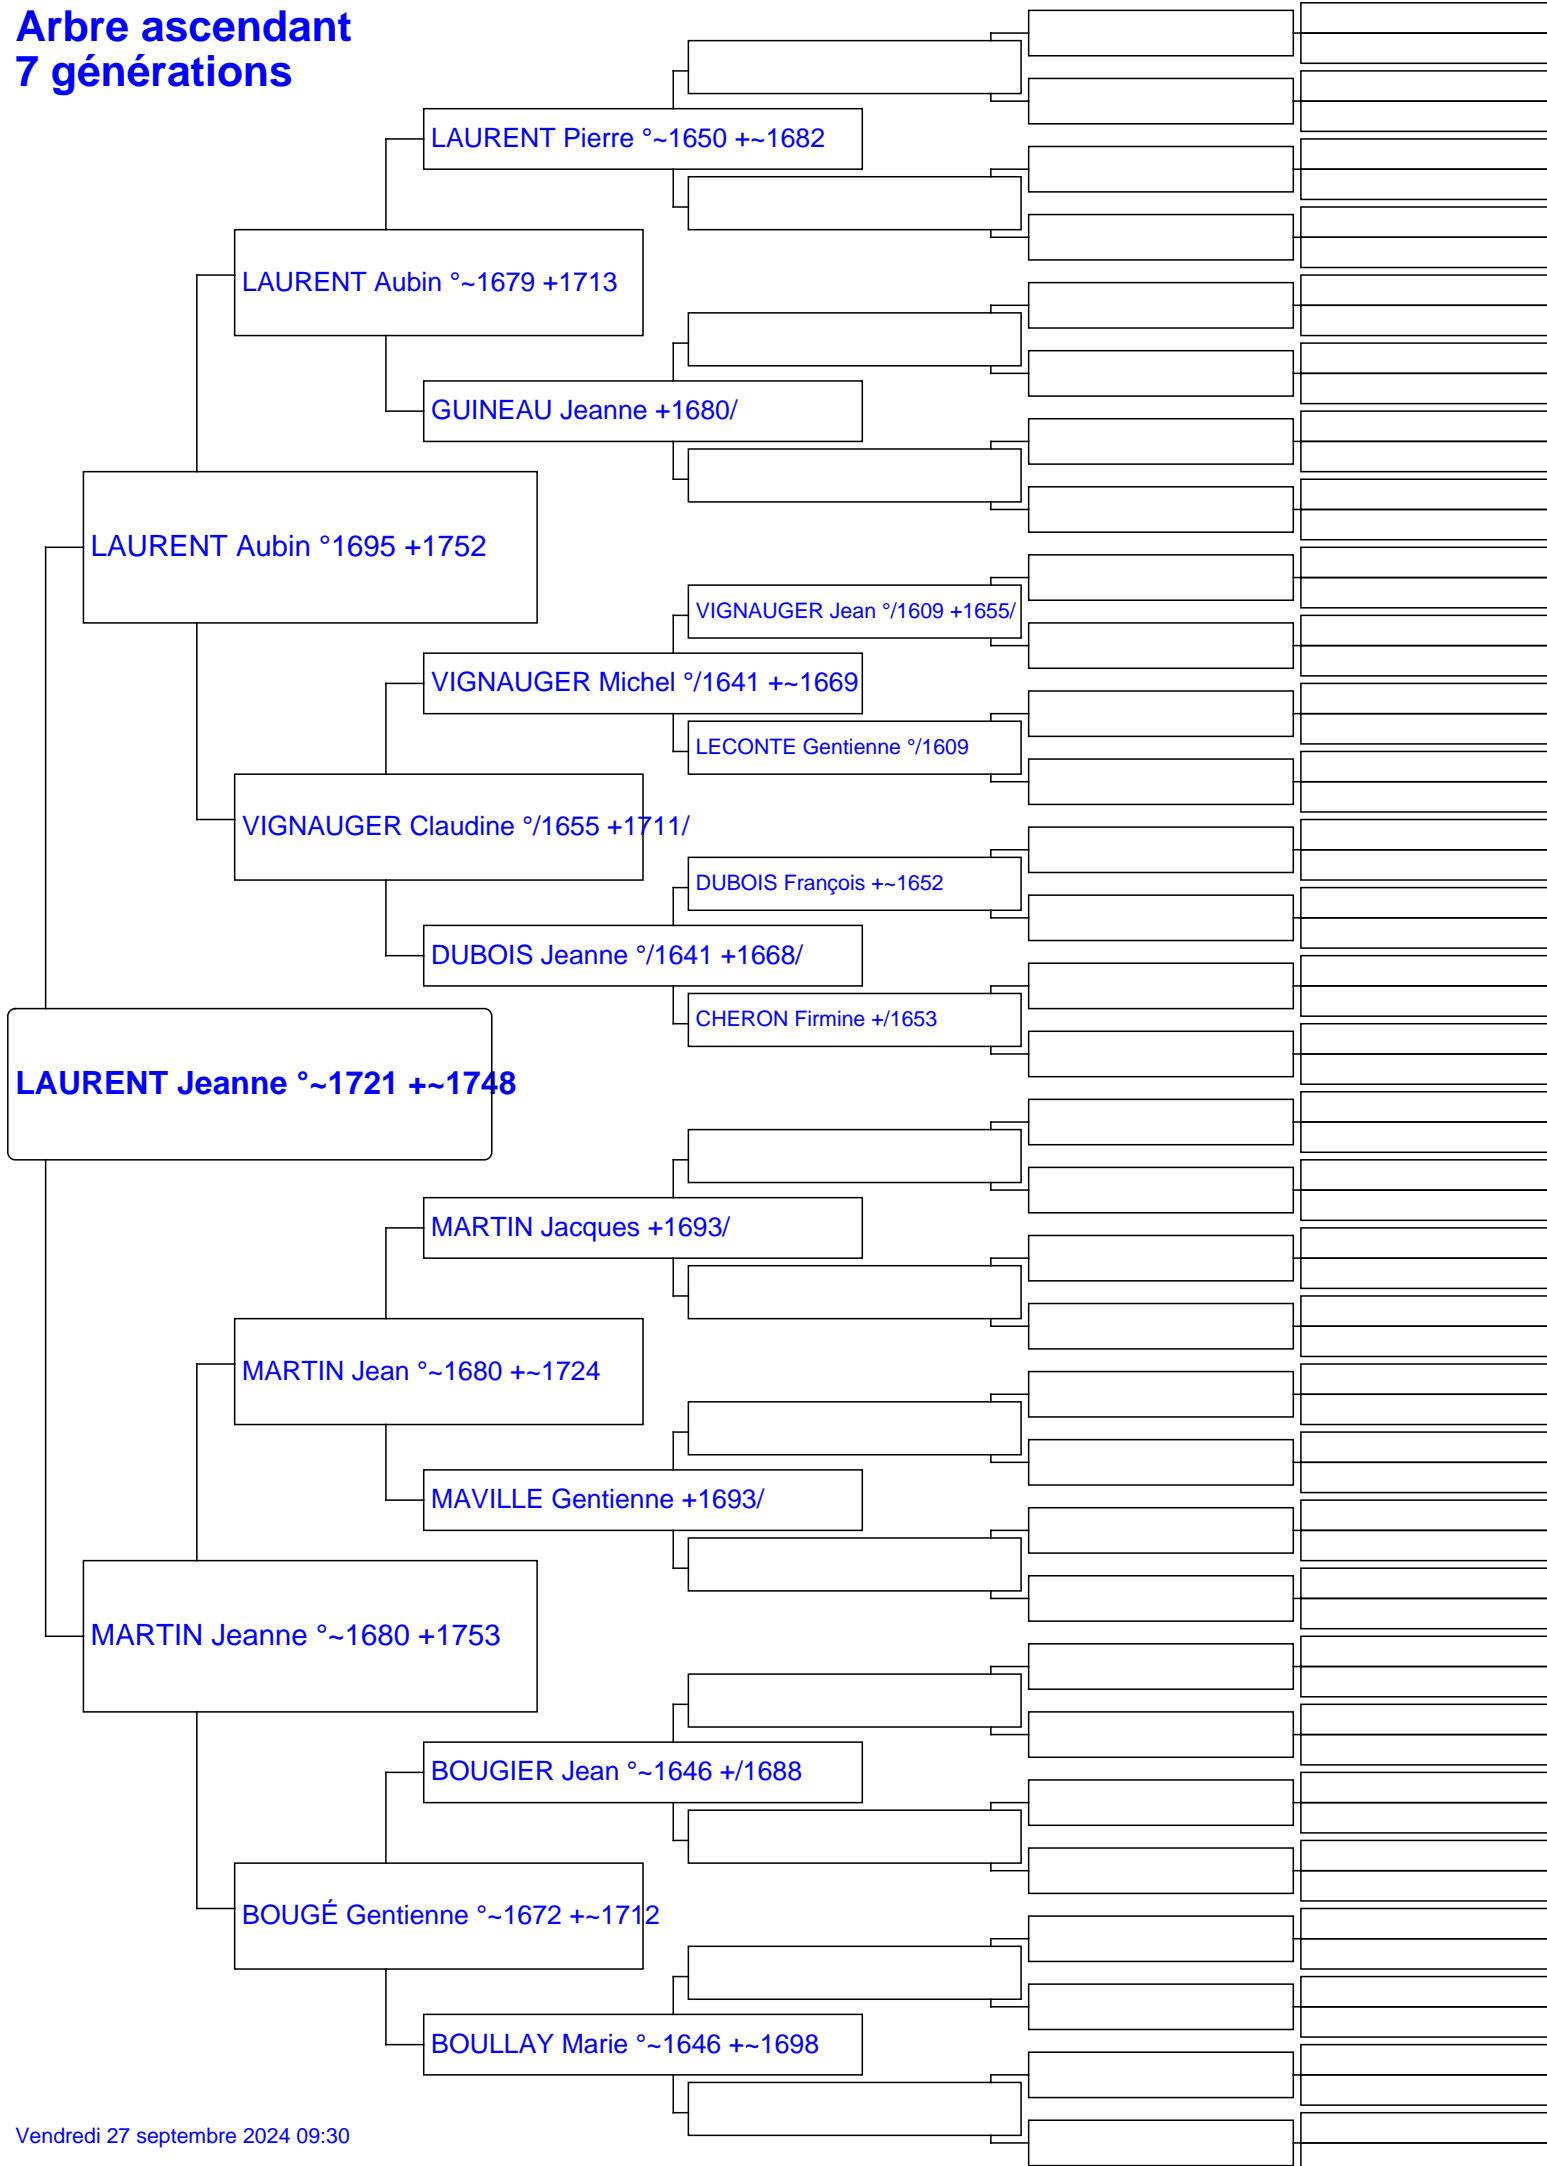 Arbre ascendant
7 générations
LAURENT Pierre °~1650 +~1682
LAURENT Aubin °~1679 +1713
GUINEAU Jeanne +1680/
LAURENT Aubin °1695 +1752
VIGNAUGER Jean °/1609 +1655/
VIGNAUGER Michel °/1641 +~1669
LECONTE Gentienne °/1609
VIGNAUGER Claudine °/1655 +1711/
DUBOIS François +~1652
DUBOIS Jeanne °/1641 +1668/
CHERON Firmine +/1653
LAURENT Jeanne °~1721 +~1748
MARTIN Jacques +1693/
MARTIN Jean °~1680 +~1724
MAVILLE Gentienne +1693/
MARTIN Jeanne °~1680 +1753
BOUGIER Jean °~1646 +/1688
BOUGÉ Gentienne °~1672 +~1712
BOULLAY Marie °~1646 +~1698
Vendredi 27 septembre 2024 09:30